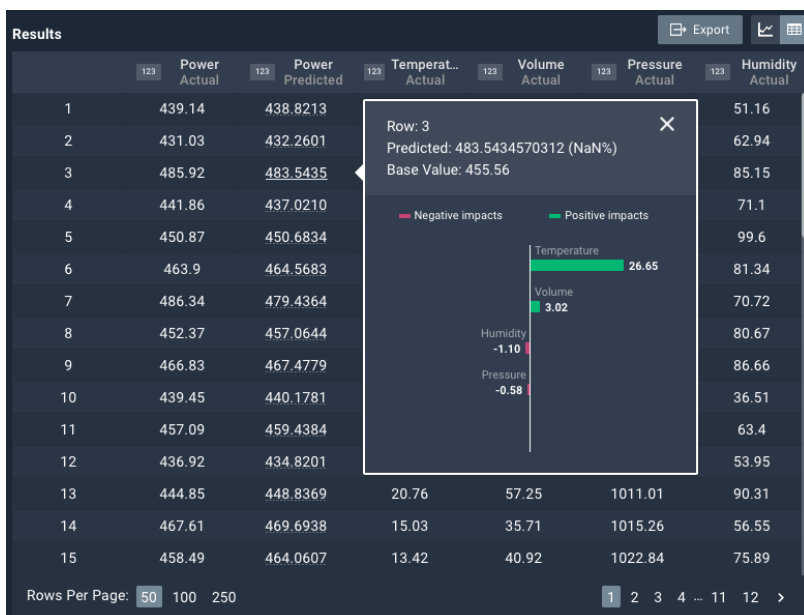 Results
Export
123 Power Actual 123 Power Predicted 123 Temperat... Actual 123 Volume Actual 123 Pressure Actual 123 Humidity Actual
1 439.14 438.8213 51.16
2 431.03 432.2601 62.94
3 485.92 483.5435 85.15
4 441.86 437.0210 71.1
5 450.87 450.6834 99.6
6 463.9 464.5683 81.34
7 486.34 479.4364 70.72
8 452.37 457.0644 80.67
9 466.83 467.4779 86.66
10 439.45 440.1781 36.51
11 457.09 459.4384 63.4
12 436.92 434.8201 53.95
13 444.85 448.8369 20.76 57.25 1011.01 90.31
14 467.61 469.6938 15.03 35.71 1015.26 56.55
15 458.49 464.0607 13.42 40.92 1022.84 75.89
Row: 3
Predicted: 483.5434570312 (NaN%)
Base Value: 455.56
Negative impacts Positive impacts
Temperature
26.65
Volume
3.02
Humidity
-1.10
Pressure
-0.58
Rows Per Page: 50 100 250 1 2 3 4 … 11 12